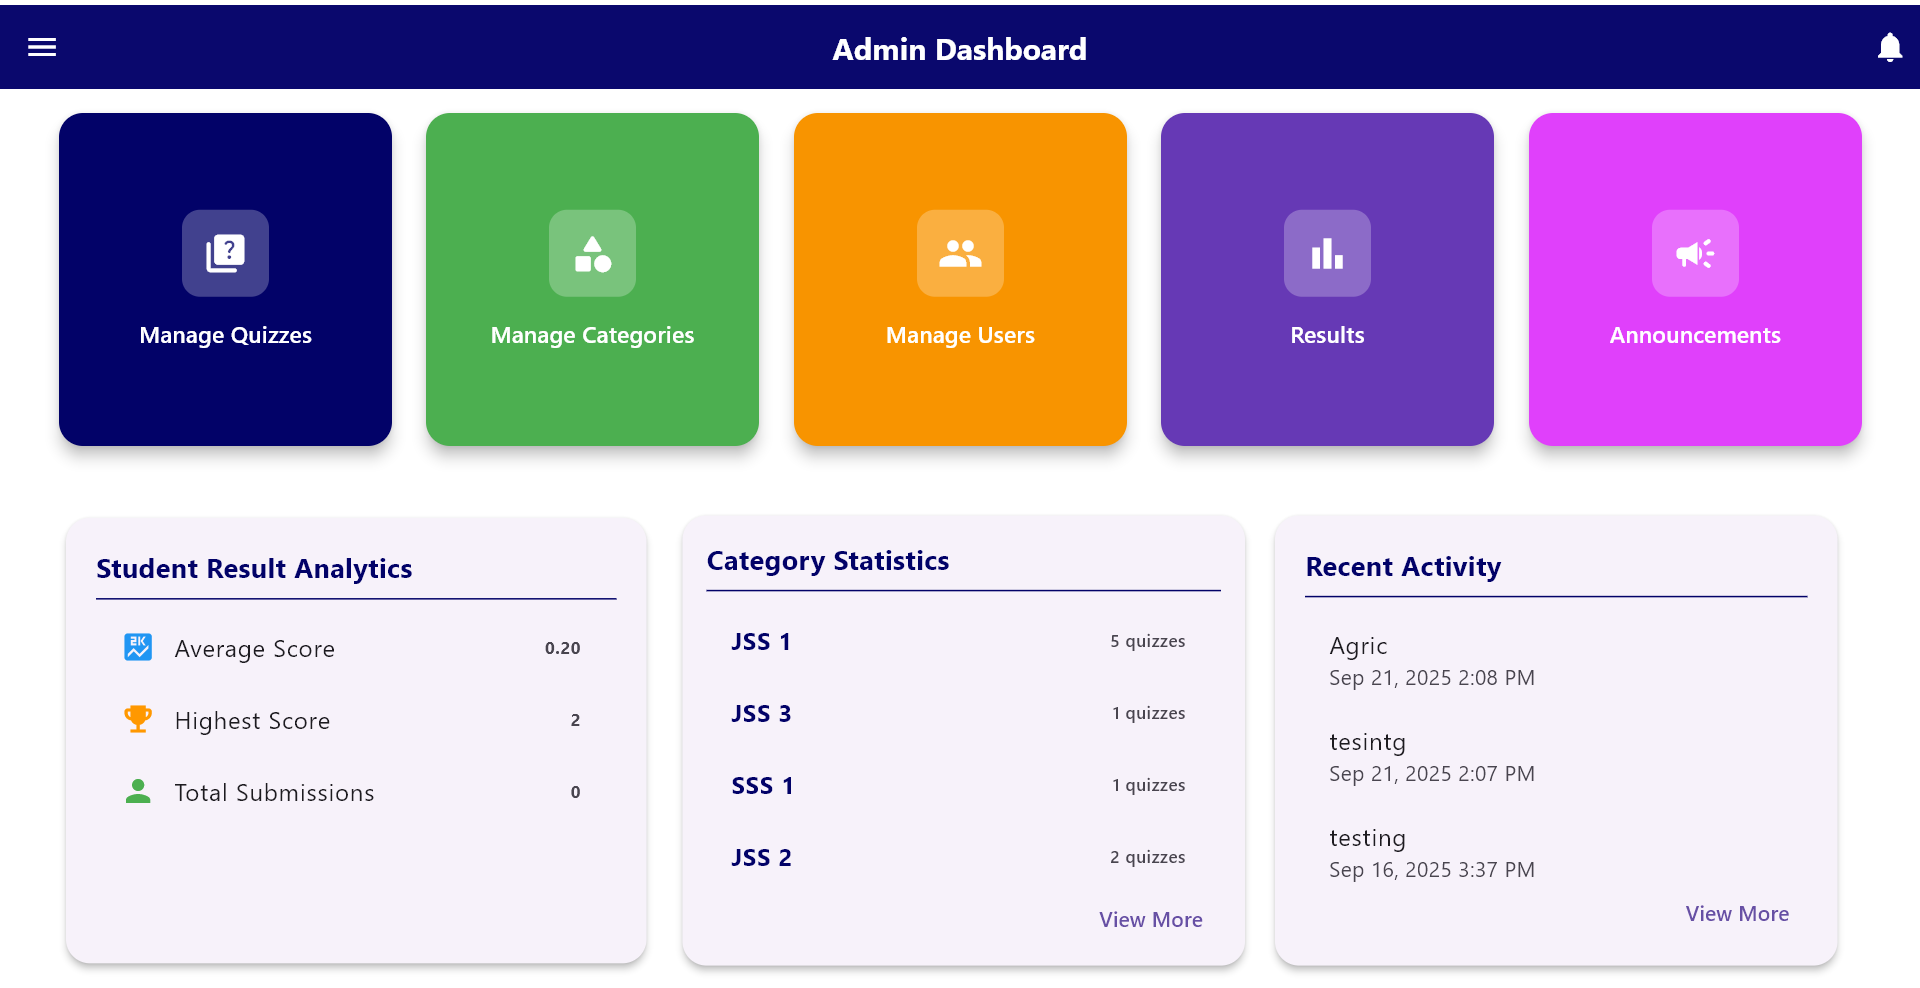 Admin Dashboard
Manage Quizzes
Manage Categories
Manage Users
Results
Announcements
Student Result Analytics
Average Score 0.20
Highest Score 2
Total Submissions 0
Category Statistics
JSS 1 5 quizzes
JSS 3 1 quizzes
SSS 1 1 quizzes
JSS 2 2 quizzes
View More
Recent Activity
Agric
Sep 21, 2025 2:08 PM
tesintg
Sep 21, 2025 2:07 PM
testing
Sep 16, 2025 3:37 PM
View More